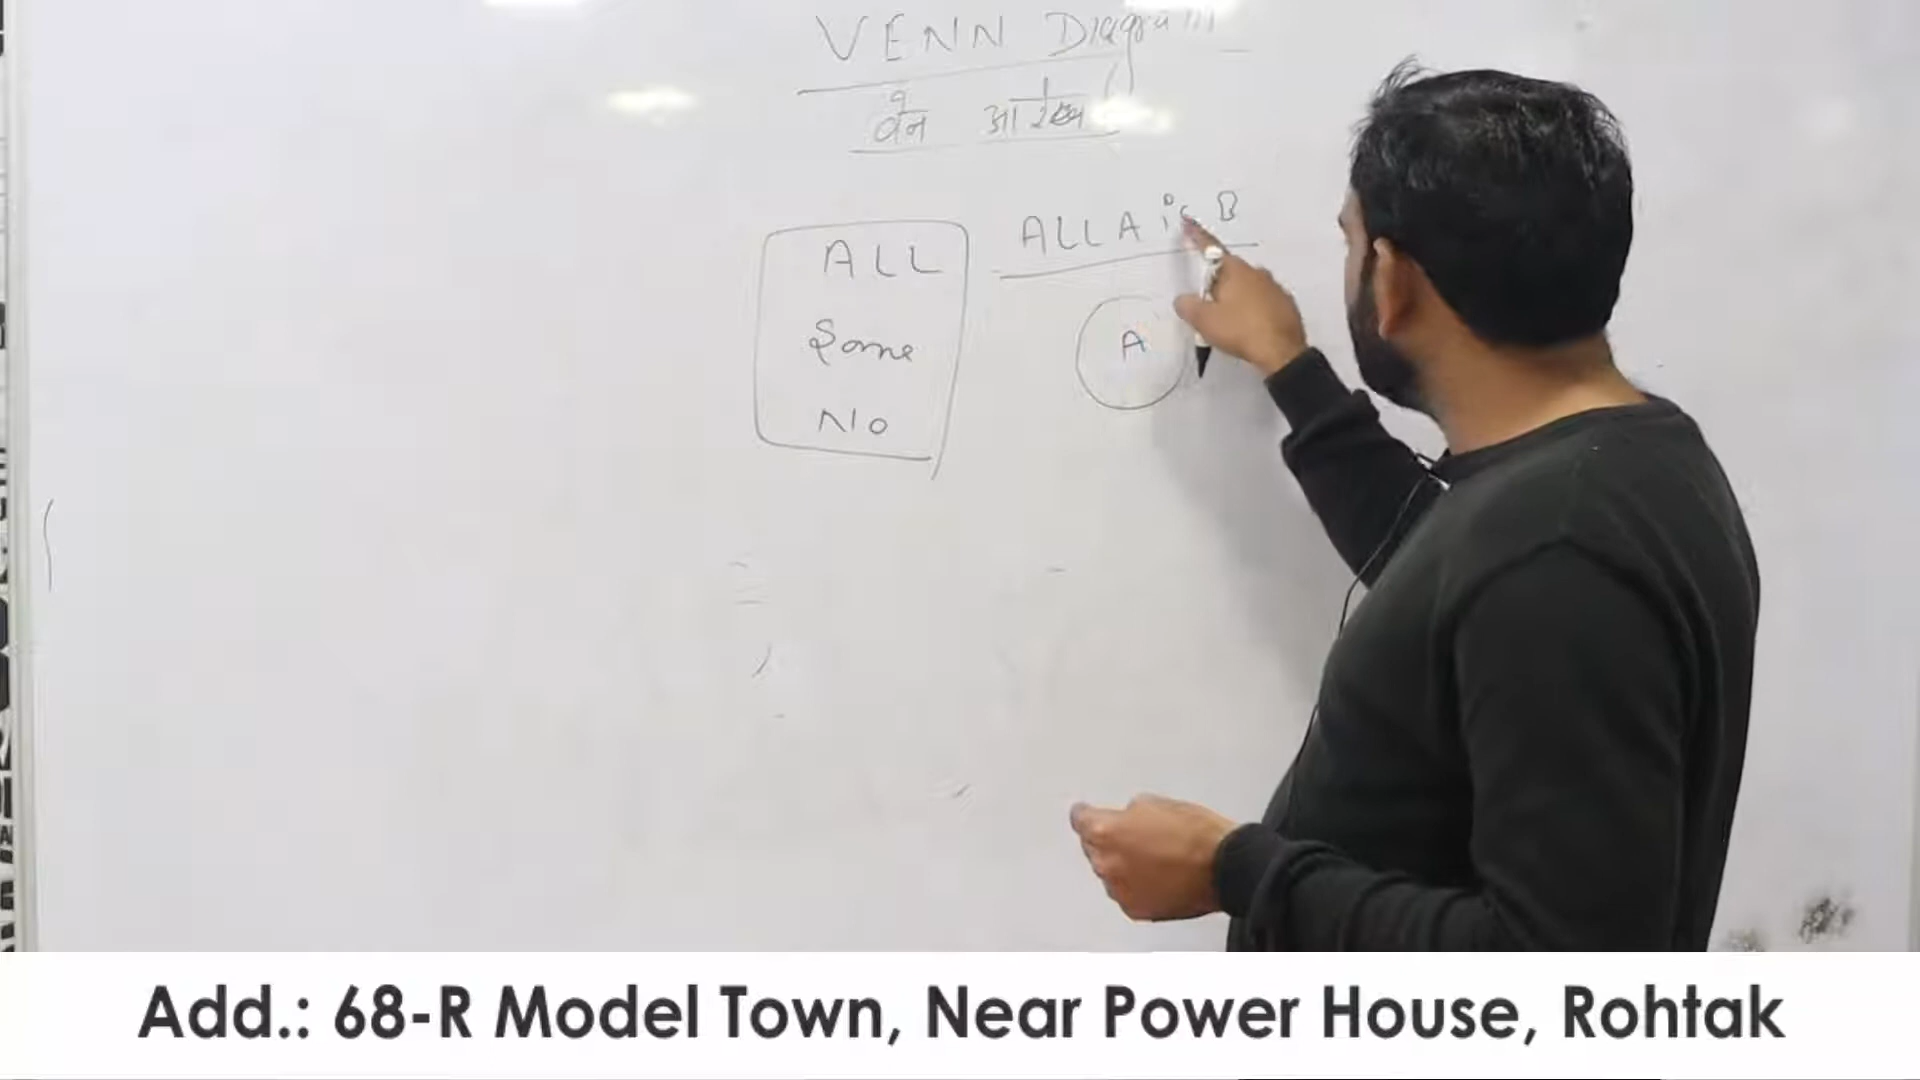 VENN Diagram
वेन आरेख
ALL
Some
No
ALL A is B
A
Add.: 68-R Model Town, Near Power House, Rohtak